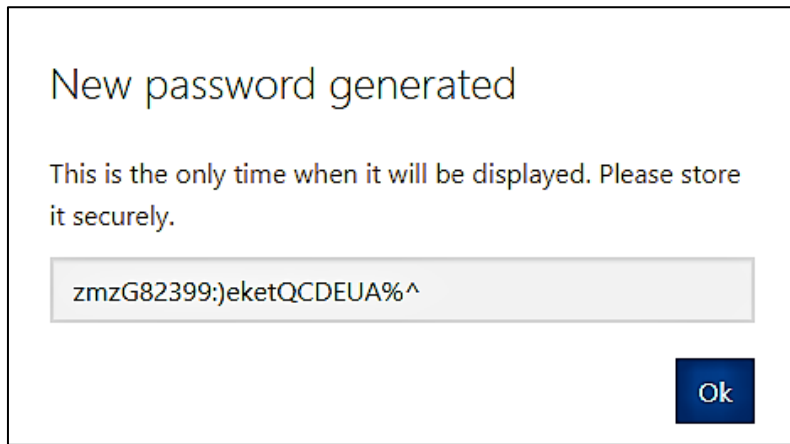 New password generated
This is the only time when it will be displayed. Please store
it securely.
zmzG82399:)eketQCDEUA%^
Ok